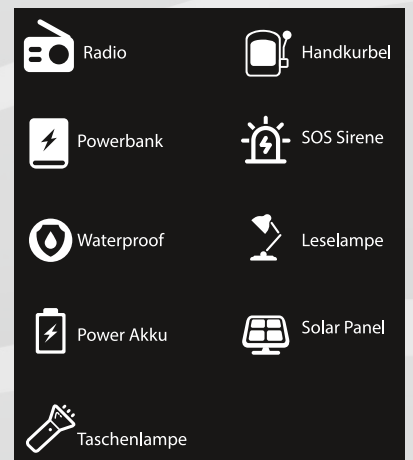 Radio
Handkurbel
Powerbank
SOS Sirene
Waterproof
Leselampe
Power Akku
Solar Panel
Taschenlampe